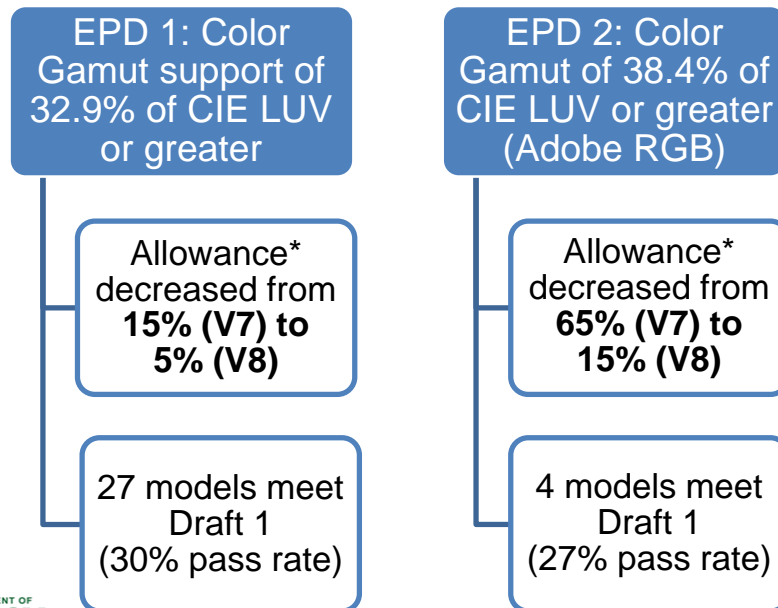 EPD 1: Color
Gamut support of
32.9% of CIE LUV
or greater
Allowance*
decreased from
15% (V7) to
5% (V8)
27 models meet
Draft 1
(30% pass rate)
EPD 2: Color
Gamut of 38.4% of
CIE LUV or greater
(Adobe RGB)
Allowance*
decreased from
65% (V7) to
15% (V8)
4 models meet
Draft 1
(27% pass rate)
ENT OF